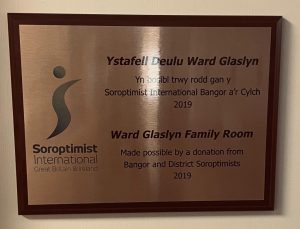 Ystafell Deulu Ward Glaslyn
Yn bosibl trwy rodd gan y
Soroptimist International Bangor a'r Cylch
2019
Ward Glaslyn Family Room
Made possible by a donation from
Bangor and District Soroptimists
2019
Soroptimist
International
Great Britain & Ireland